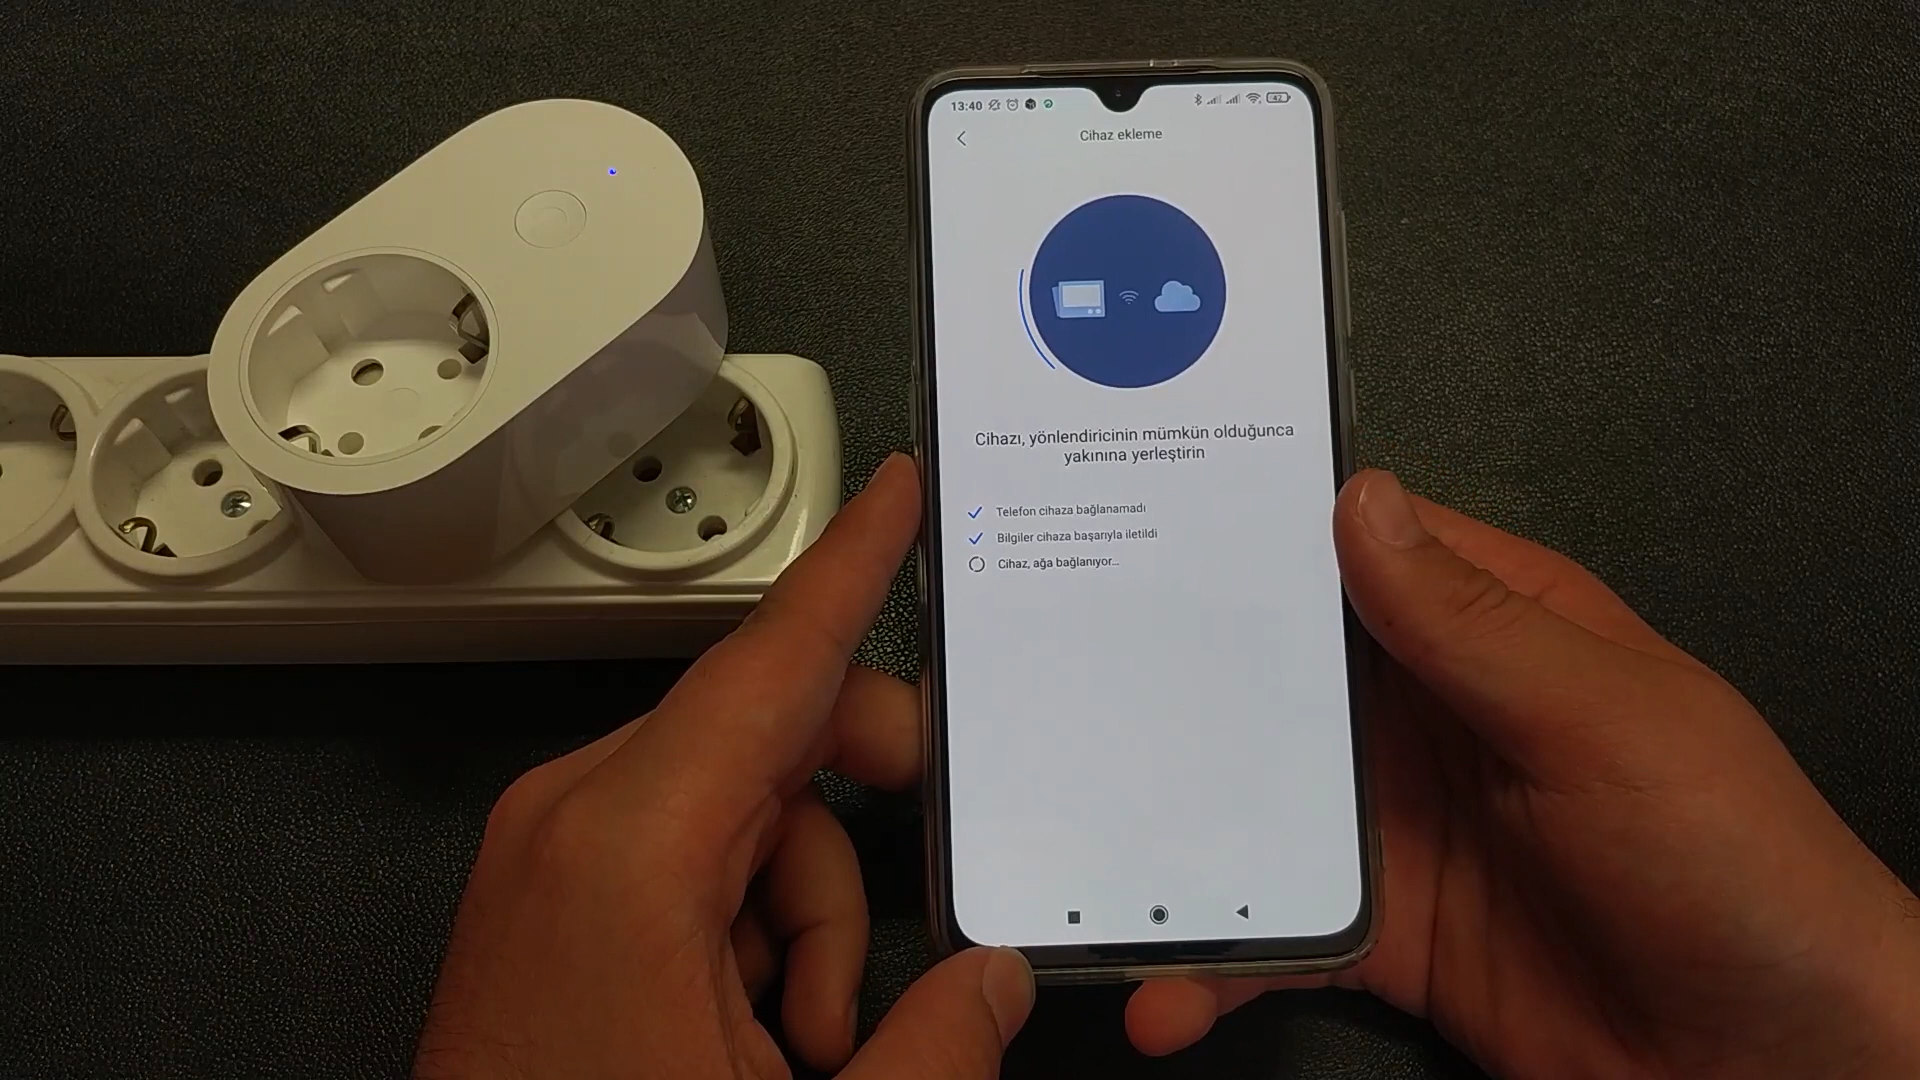 13:40
42
Cihaz ekleme
Cihazı, yönlendiricinin mümkün olduğunca
yakınına yerleştirin
Telefon cihaza bağlanamadı
Bilgiler cihaza başarıyla iletildi
Cihaz, ağa bağlanıyor...